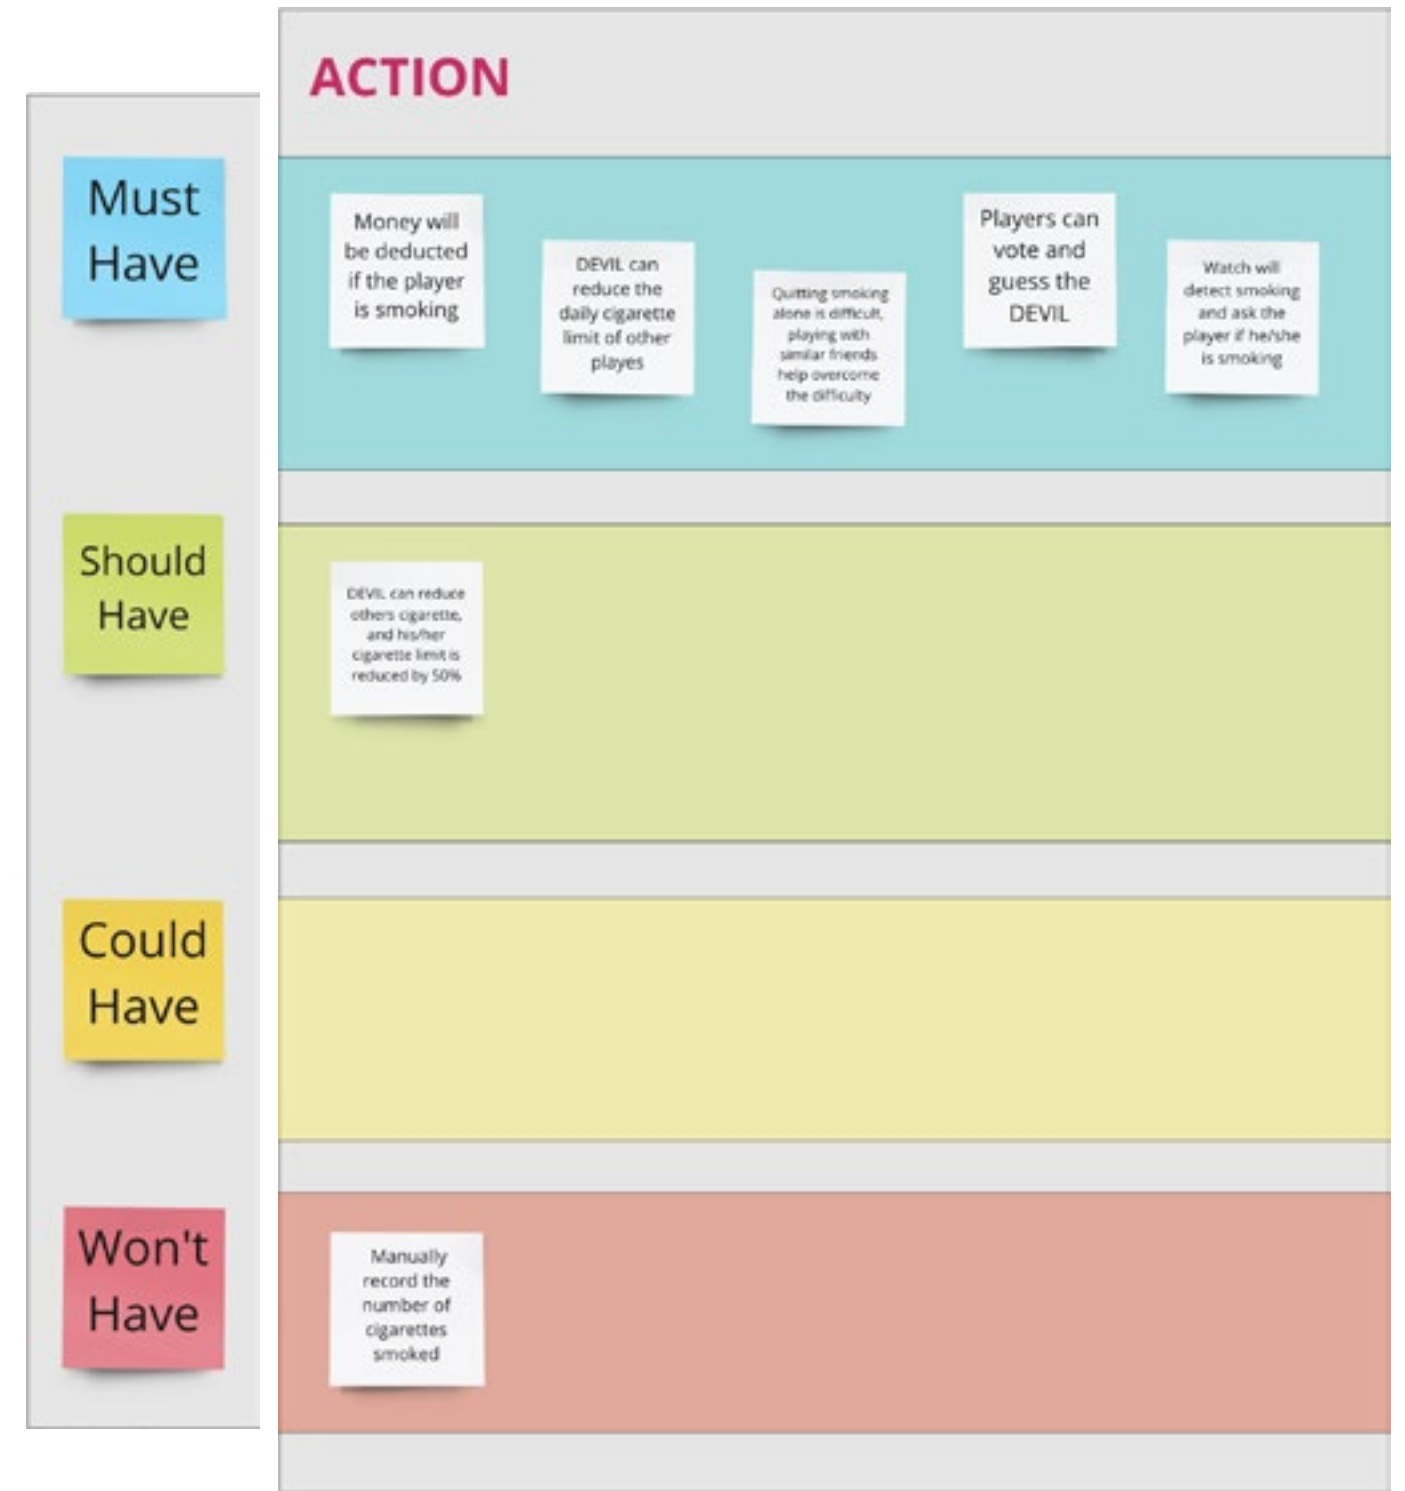 ACTION
Must
Have
Money will
be deducted
if the player
is smoking
DEVIL can
reduce the
daily cigarette
limit of other
playes
Quitting smoking
alone is difficult,
playing with
similar friends
help overcome
the difficulty
Players can
vote and
guess the
DEVIL
Watch will
detect smoking
and ask the
player if he/she
is smoking
Should
Have
DEVIL can reduce
others cigarette,
and his/her
cigarette limit is
reduced by 50%
Could
Have
Won't
Have
Manually
record the
number of
cigarettes
smoked